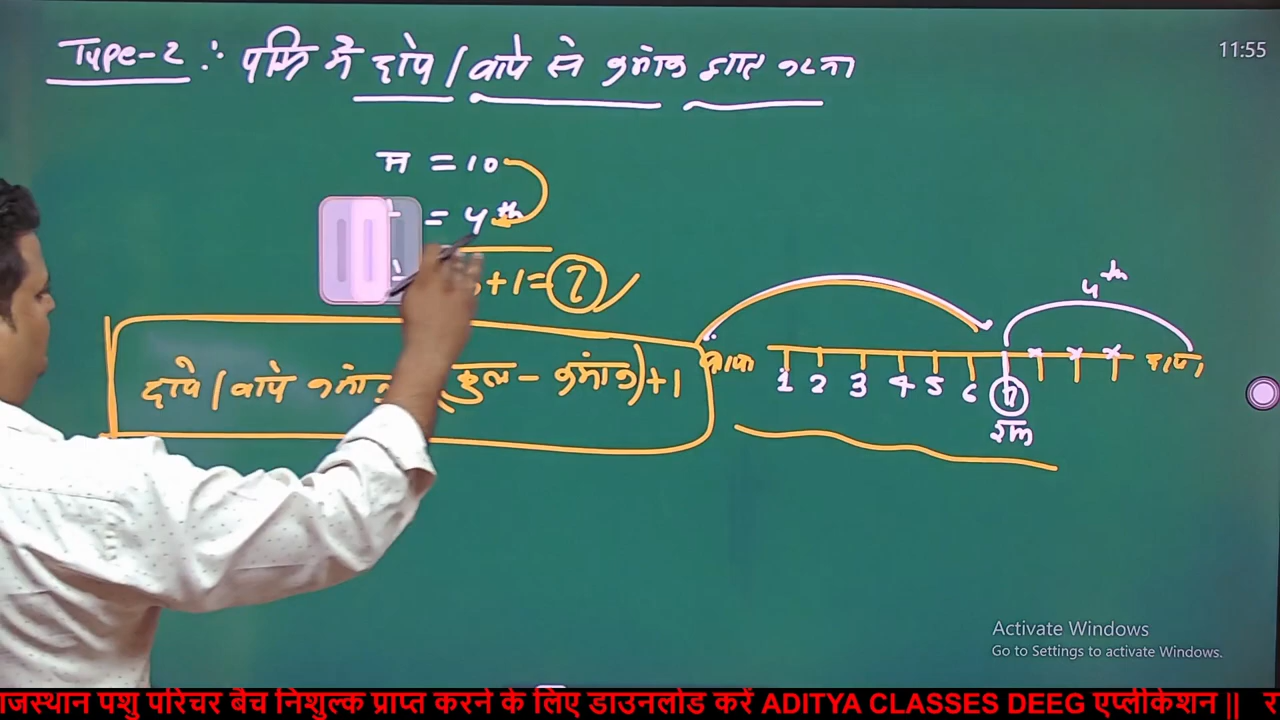 Type-2 : पंक्ति में दांये / बांये से क्रमांक ज्ञात करना
11:55
= 10
= 4th
+1= 7
दांये / बांये क्रमांक (कुल - क्रमांक)+1
4th
बांया 1 2 3 4 5 6 7 × × × दांया
राम
Activate Windows
Go to Settings to activate Windows.
ाजस्थान पशु परिचर बैच निशुल्क प्राप्त करने के लिए डाउनलोड करें ADITYA CLASSES DEEG एप्लीकेशन ||